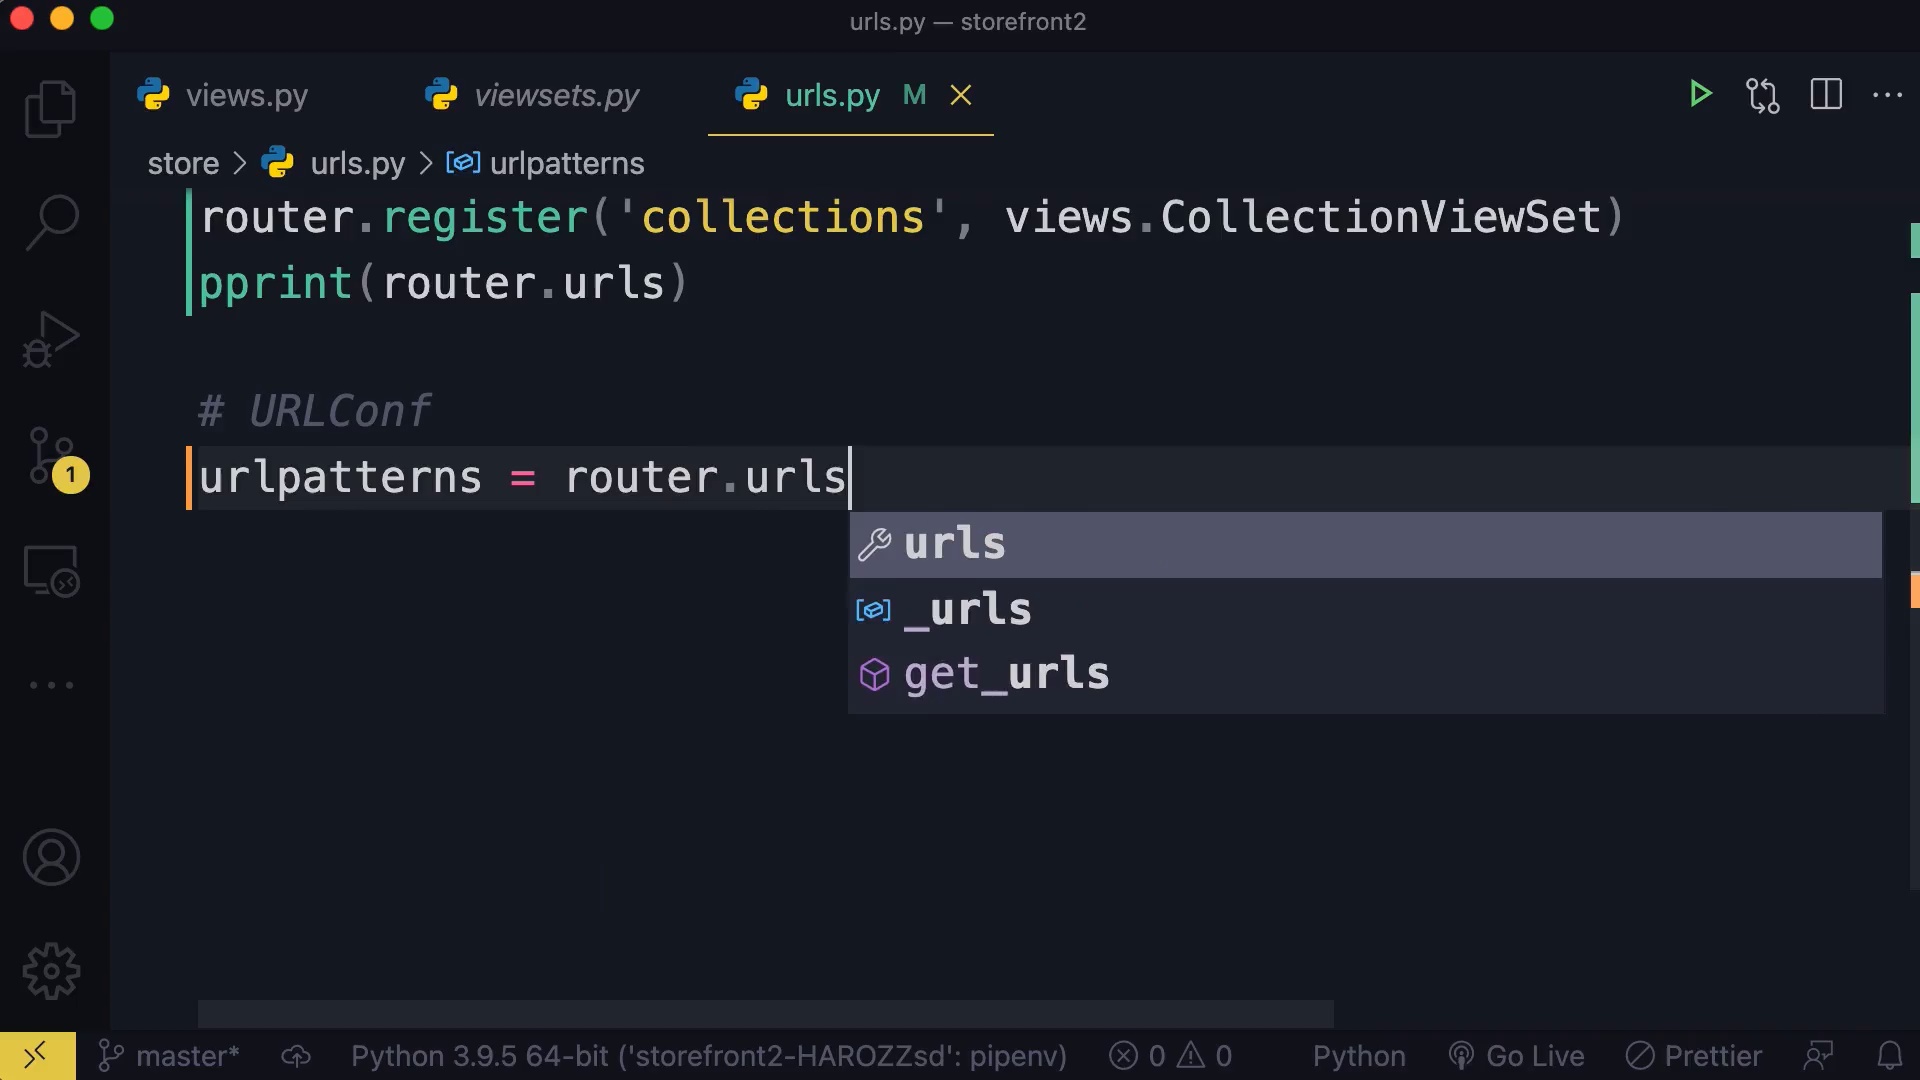 urls.py — storefront2
views.py viewsets.py urls.py M
store > urls.py > urlpatterns
router.register('collections', views.CollectionViewSet)
pprint(router.urls)
# URLConf
urlpatterns = router.urls
urls
_urls
get_urls
1
master* Python 3.9.5 64-bit ('storefront2-HAROZZsd': pipenv) 0 0 Python Go Live Prettier